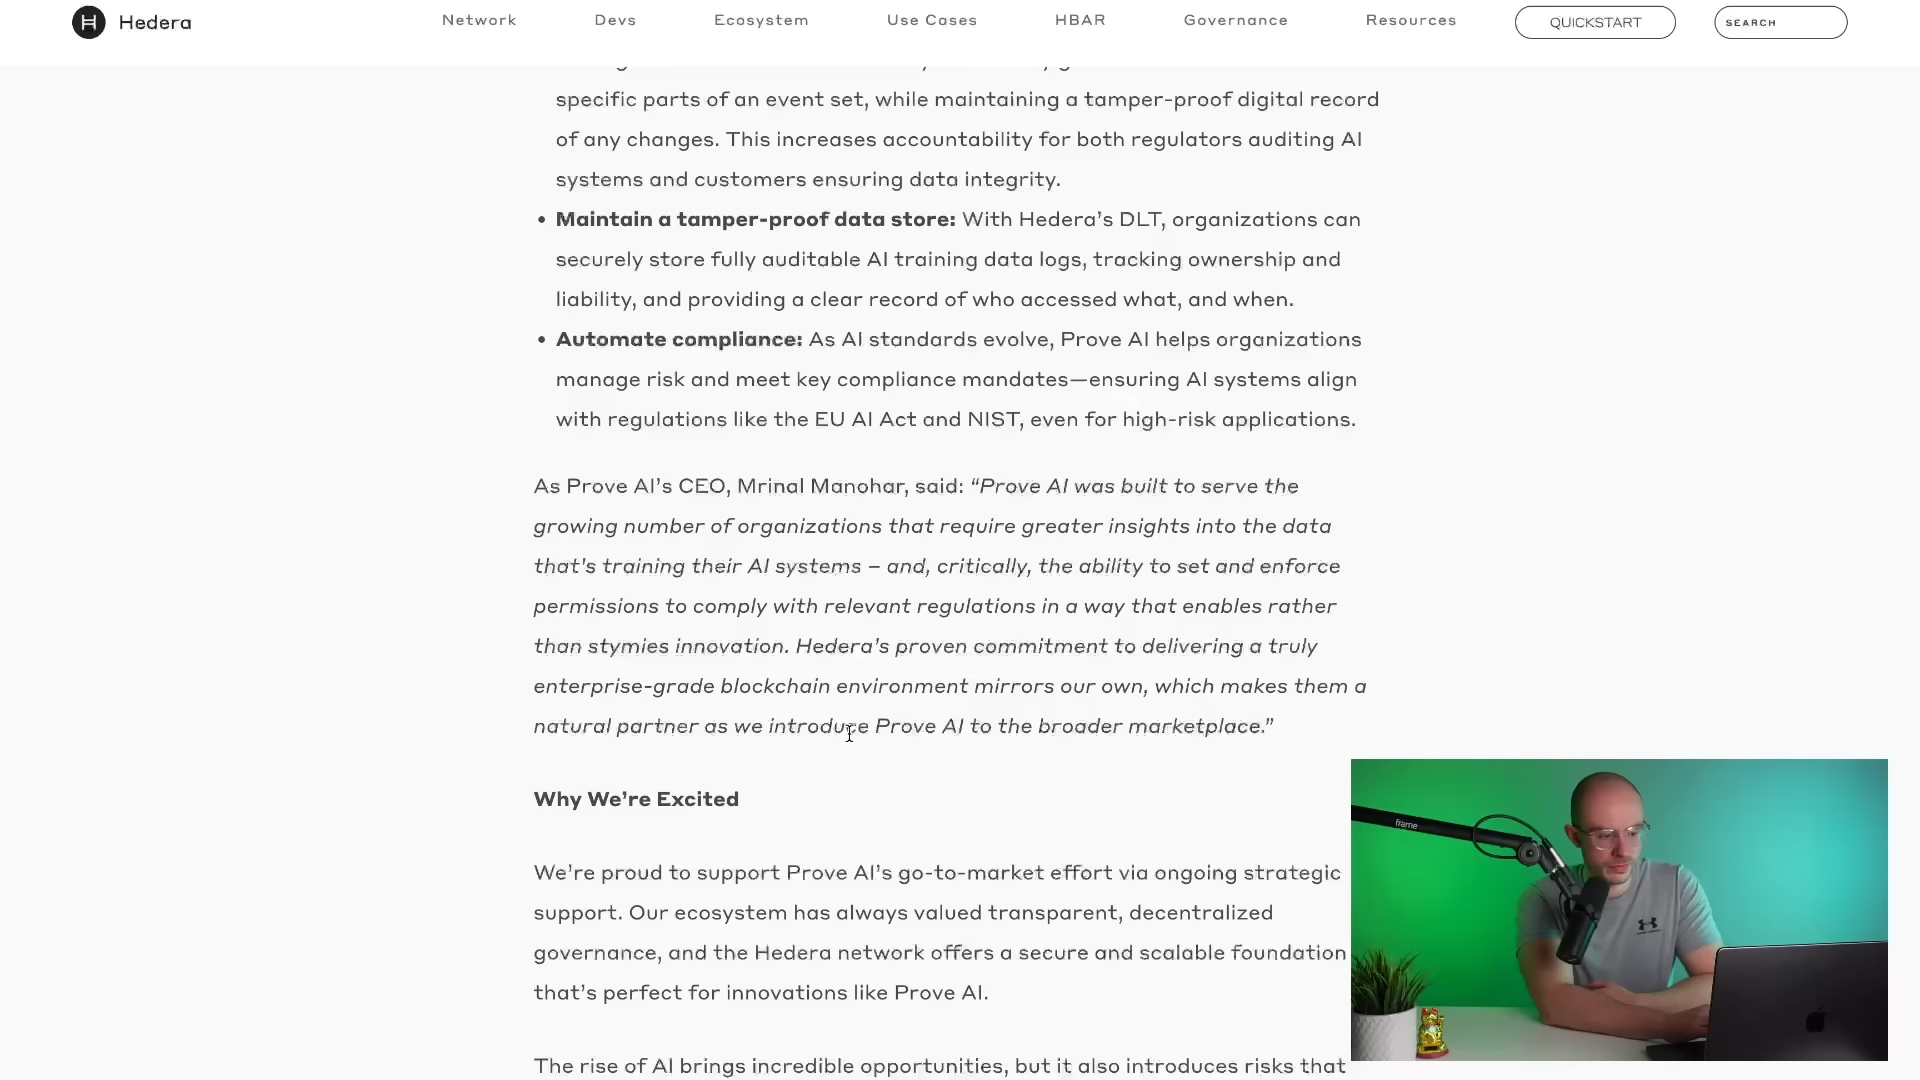 Hedera
Network
Devs
Ecosystem
Use Cases
HBAR
Governance
Resources
QUICKSTART
SEARCH
specific parts of an event set, while maintaining a tamper-proof digital record
of any changes. This increases accountability for both regulators auditing AI
systems and customers ensuring data integrity.
• Maintain a tamper-proof data store: With Hedera’s DLT, organizations can
securely store fully auditable AI training data logs, tracking ownership and
liability, and providing a clear record of who accessed what, and when.
• Automate compliance: As AI standards evolve, Prove AI helps organizations
manage risk and meet key compliance mandates—ensuring AI systems align
with regulations like the EU AI Act and NIST, even for high-risk applications.
As Prove AI’s CEO, Mrinal Manohar, said: “Prove AI was built to serve the
growing number of organizations that require greater insights into the data
that’s training their AI systems – and, critically, the ability to set and enforce
permissions to comply with relevant regulations in a way that enables rather
than stymies innovation. Hedera’s proven commitment to delivering a truly
enterprise-grade blockchain environment mirrors our own, which makes them a
natural partner as we introduce Prove AI to the broader marketplace.”
Why We’re Excited
We’re proud to support Prove AI’s go-to-market effort via ongoing strategic
support. Our ecosystem has always valued transparent, decentralized
governance, and the Hedera network offers a secure and scalable foundation
that’s perfect for innovations like Prove AI.
The rise of AI brings incredible opportunities, but it also introduces risks that
frame